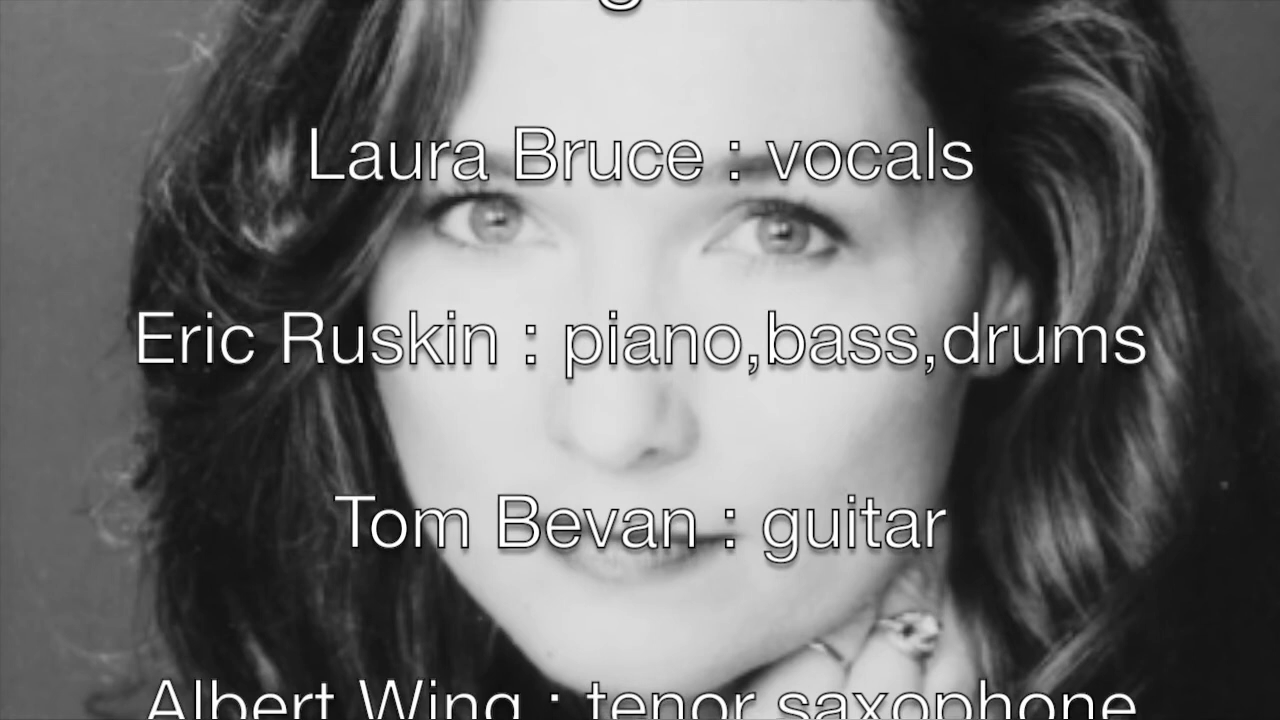 Laura Bruce : vocals
Eric Ruskin : piano,bass,drums
Tom Bevan : guitar
Albert Wing : tenor saxophone